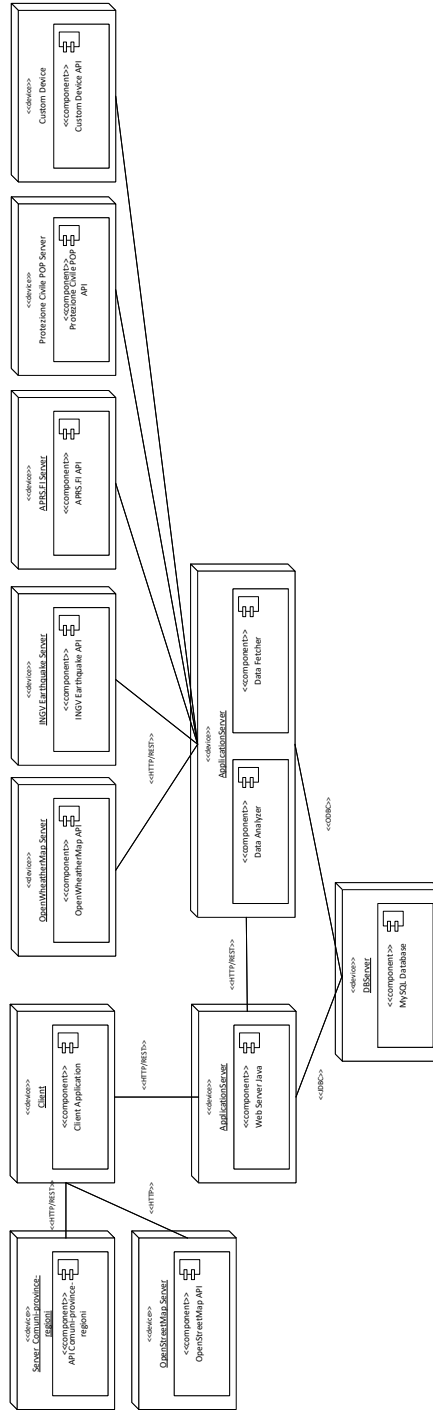 <<device>>
Custom Device
<<component>>
Custom Device API
<<device>>
Protezione Civile POP Server
<<component>>
Protezione Civile POP
API
<<device>>
APRS.FI Server
<<component>>
APRS.FI API
<<device>>
INGV Earthquake Server
<<component>>
INGV Earthquake API
<<device>>
OpenWheatherMap Server
<<component>>
OpenWheatherMap API
<<HTTP/REST>>
<<device>>
ApplicationServer
<<component>>
Data Fetcher
<<component>>
Data Analyzer
<<ODBC>>
<<HTTP/REST>>
<<device>>
DBServer
<<component>>
MySQL Database
<<device>>
Client
<<component>>
Client Application
<<HTTP/REST>>
<<device>>
ApplicationServer
<<component>>
Web Server Java
<<JDBC>>
<<HTTP/REST>>
<<HTTP>>
<<device>>
Server Comuni-province-
regioni
<<component>>
API Comuni-province-
regioni
<<device>>
OpenStreetMap Server
<<component>>
OpenStreetMap API